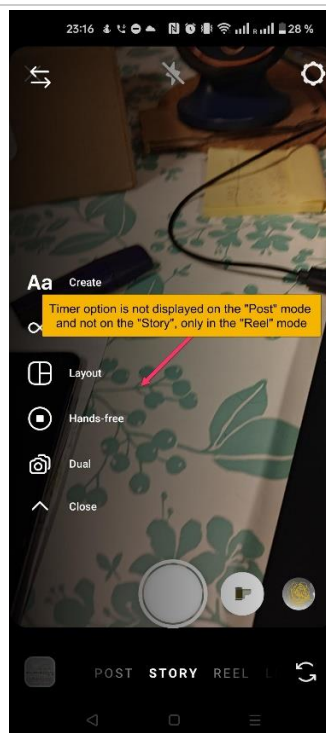 23:16 28 %
Aa Create
Timer option is not displayed on the "Post" mode
and not on the "Story", only in the "Reel" mode
Layout
Hands-free
Dual
Close
POST STORY REEL L